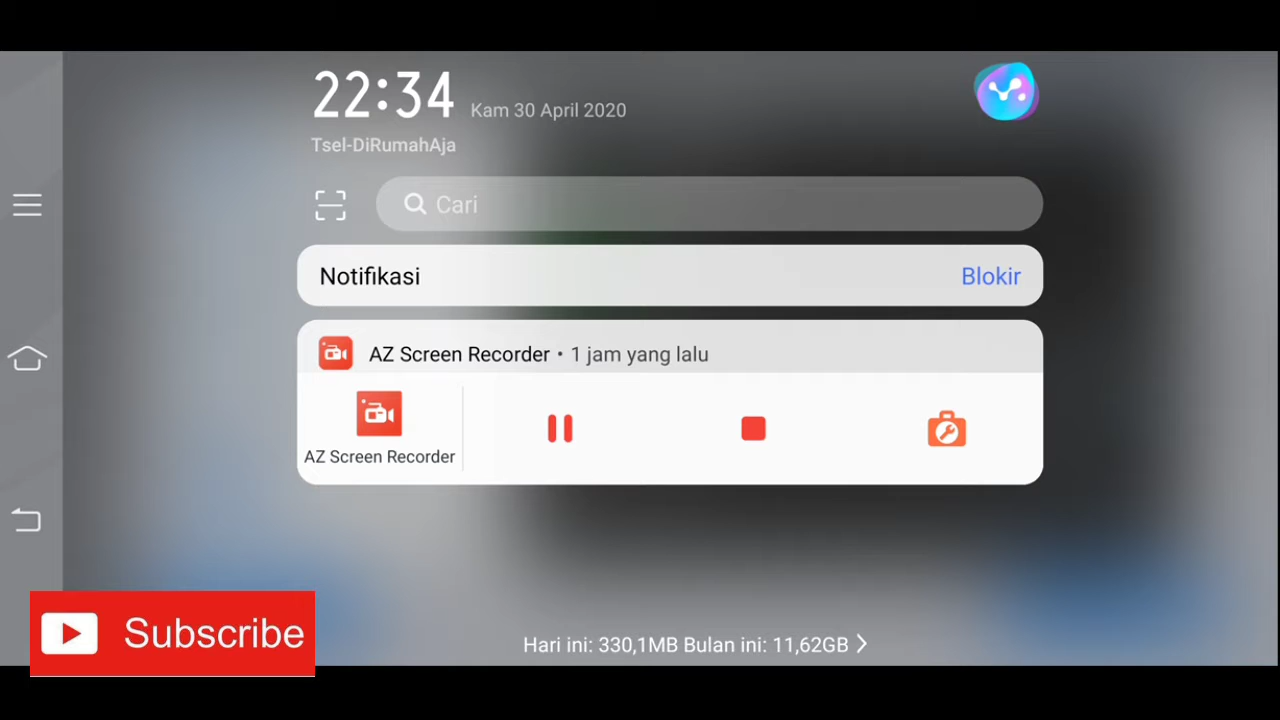 22:34 Kam 30 April 2020
Tsel-DiRumahAja
Cari
Notifikasi Blokir
AZ Screen Recorder • 1 jam yang lalu
AZ Screen Recorder
Subscribe
Hari ini: 330,1MB Bulan ini: 11,62GB